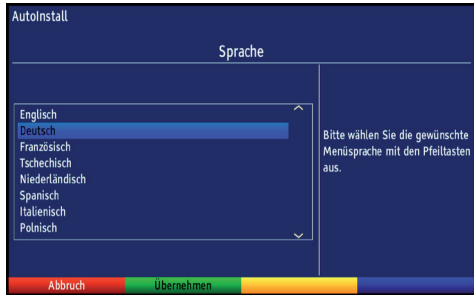 AutoInstall
Sprache
Englisch
Deutsch
Französisch
Tschechisch
Niederländisch
Spanisch
Italienisch
Polnisch
Bitte wählen Sie die gewünschte
Menüsprache mit den Pfeiltasten
aus.
Abbruch
Übernehmen